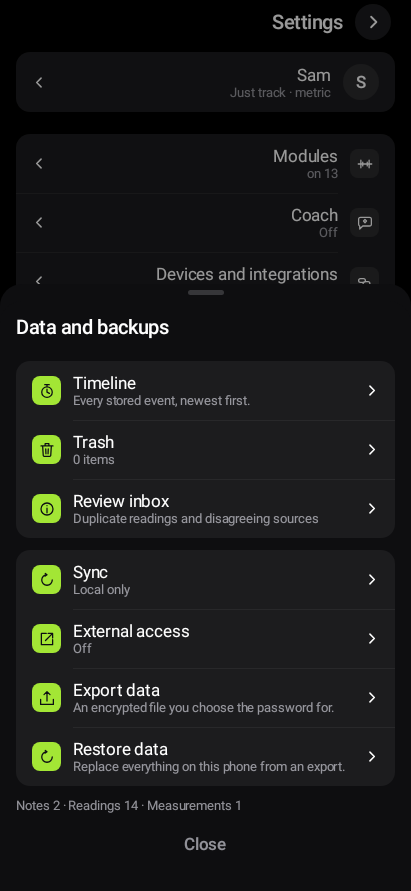 Settings
Sam
Just track · metric
S
Modules
on 13
Coach
Off
Devices and integrations
Data and backups
Timeline
Every stored event, newest first.
Trash
0 items
Review inbox
Duplicate readings and disagreeing sources
Sync
Local only
External access
Off
Export data
An encrypted file you choose the password for.
Restore data
Replace everything on this phone from an export.
Notes 2 · Readings 14 · Measurements 1
Close